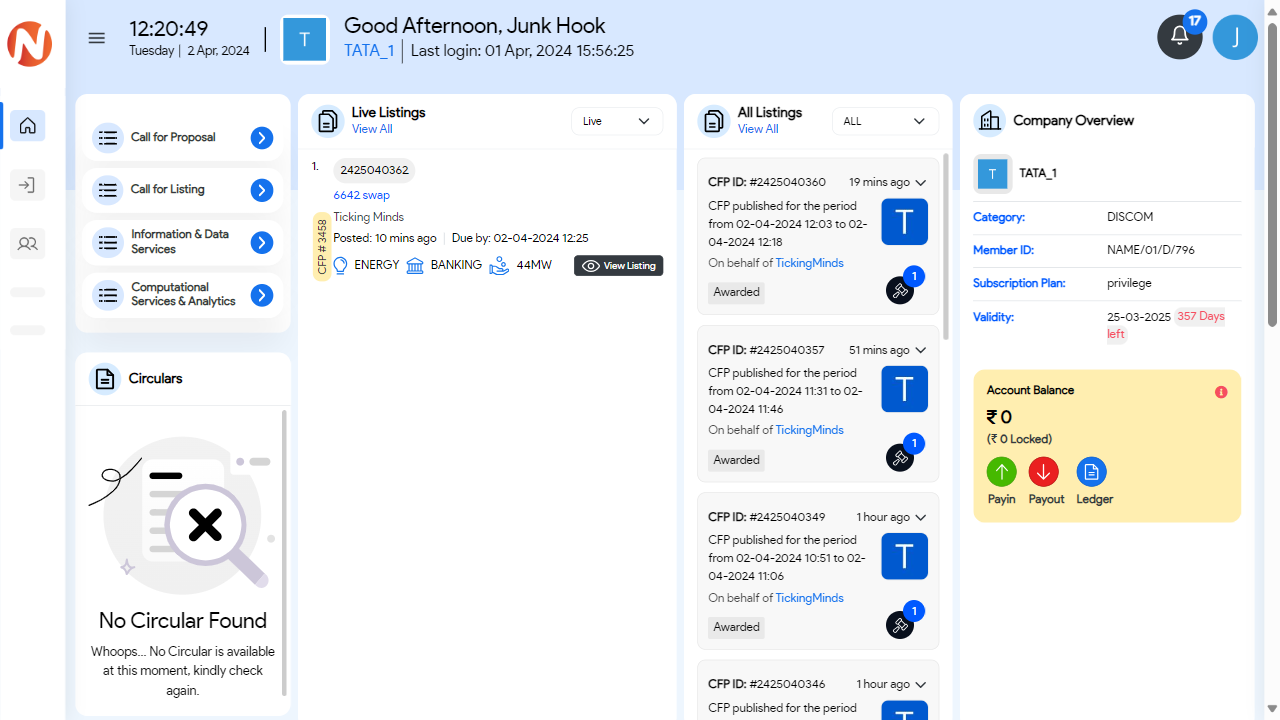 N
12:20:49
Tuesday | 2 Apr, 2024
T
Good Afternoon, Junk Hook
TATA_1 | Last login: 01 Apr, 2024 15:56:25
17
J
Call for Proposal
Call for Listing
Information & Data
Services
Computational
Services & Analytics
Circulars
No Circular Found
Whoops... No Circular is available
at this moment, kindly check
again.
Live Listings
View All
Live
1.
2425040362
6642 swap
Ticking Minds
CFP # 3458
Posted: 10 mins ago | Due by: 02-04-2024 12:25
ENERGY BANKING 44MW View Listing
All Listings
View All
ALL
CFP ID: #2425040360 19 mins ago
CFP published for the period
from 02-04-2024 12:03 to 02-
04-2024 12:18
T
On behalf of TickingMinds
1
Awarded
CFP ID: #2425040357 51 mins ago
CFP published for the period
from 02-04-2024 11:31 to 02-
04-2024 11:46
T
On behalf of TickingMinds
1
Awarded
CFP ID: #2425040349 1 hour ago
CFP published for the period
from 02-04-2024 10:51 to 02-
04-2024 11:06
T
On behalf of TickingMinds
1
Awarded
CFP ID: #2425040346 1 hour ago
CFP published for the period
T
Company Overview
T
TATA_1
Category: DISCOM
Member ID: NAME/01/D/796
Subscription Plan: privilege
Validity: 25-03-2025 357 Days
left
Account Balance
₹ 0
(₹ 0 Locked)
Payin Payout Ledger